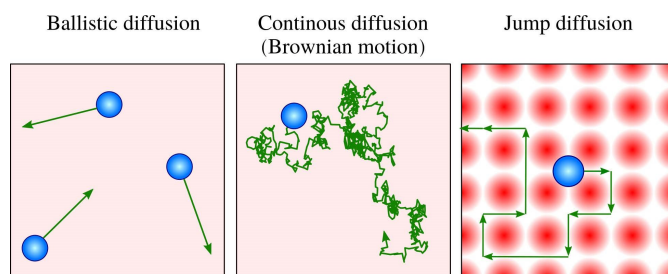 Ballistic diffusion
Continous diffusion
(Brownian motion)
Jump diffusion